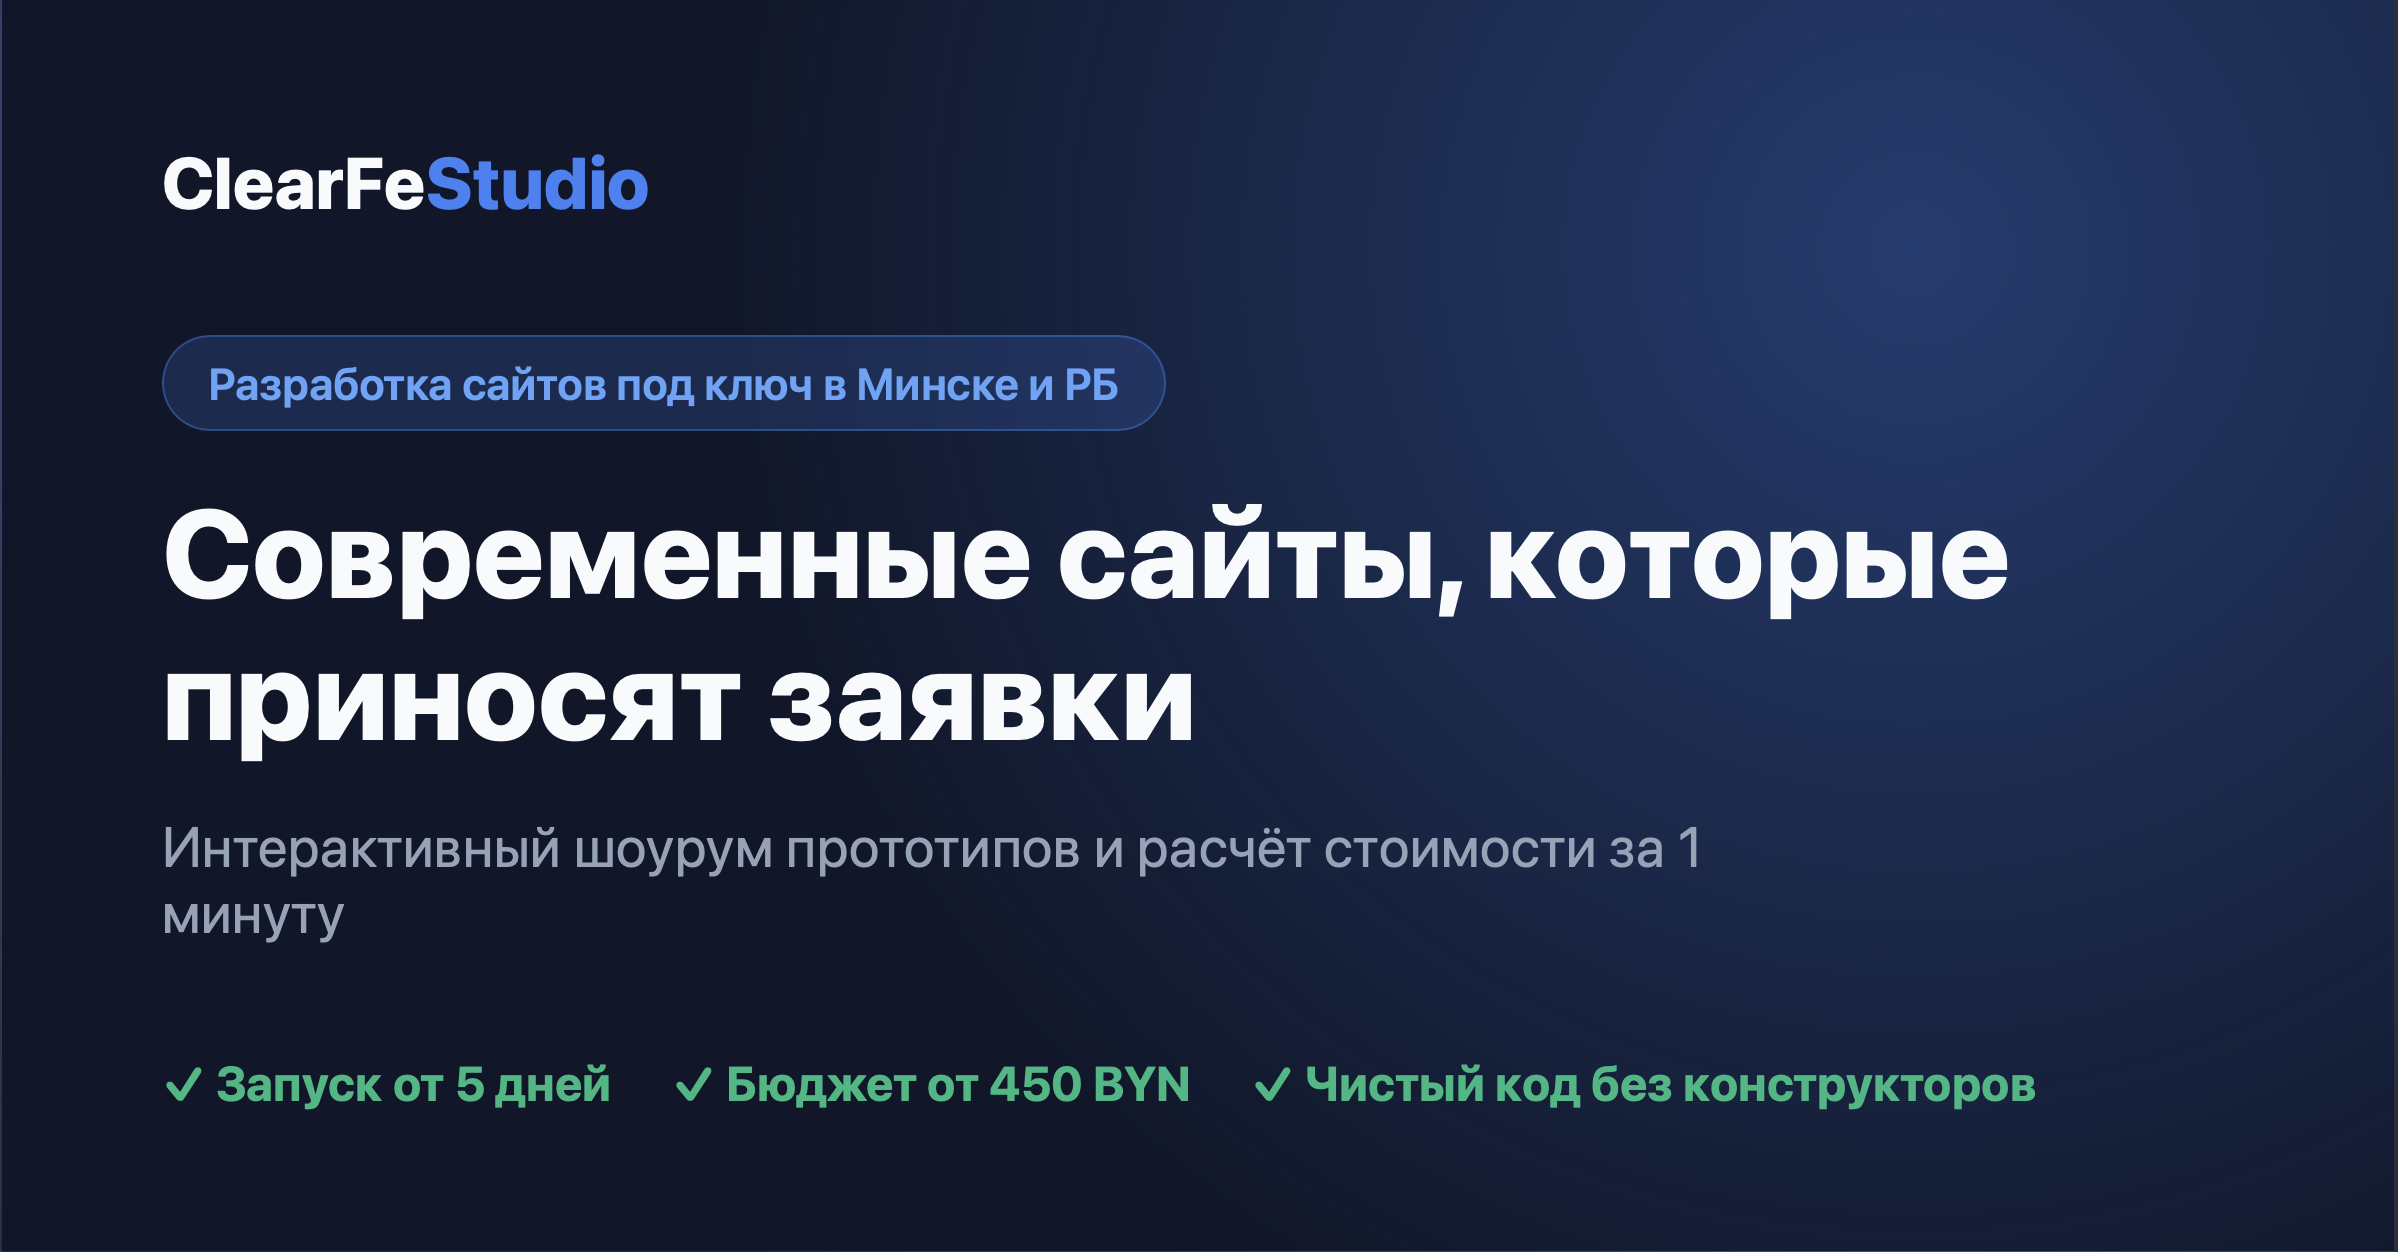 ClearFeStudio
Разработка сайтов под ключ в Минске и РБ
Современные сайты, которые
приносят заявки
Интерактивный шоурум прототипов и расчёт стоимости за 1
минуту
✓ Запуск от 5 дней ✓ Бюджет от 450 BYN ✓ Чистый код без конструкторов